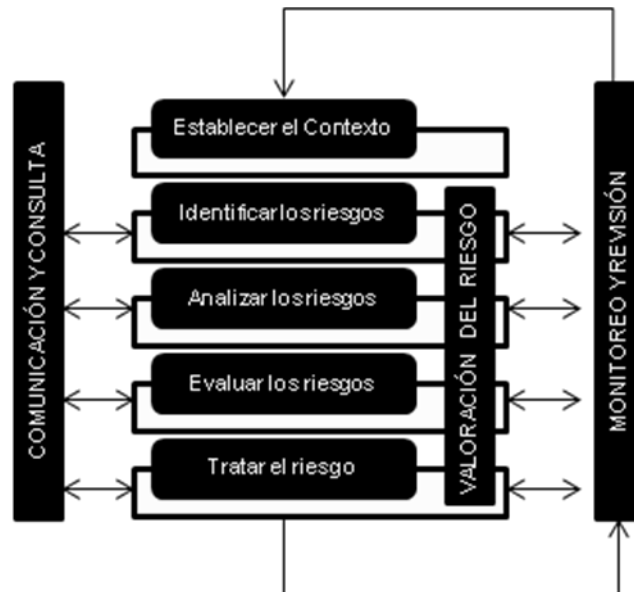 COMUNICACIÓN Y CONSULTA
Establecer el Contexto
Identificar los riesgos
Analizar los riesgos
Evaluar los riesgos
Tratar el riesgo
VALORACIÓN DEL RIESGO
MONITOREO Y REVISIÓN